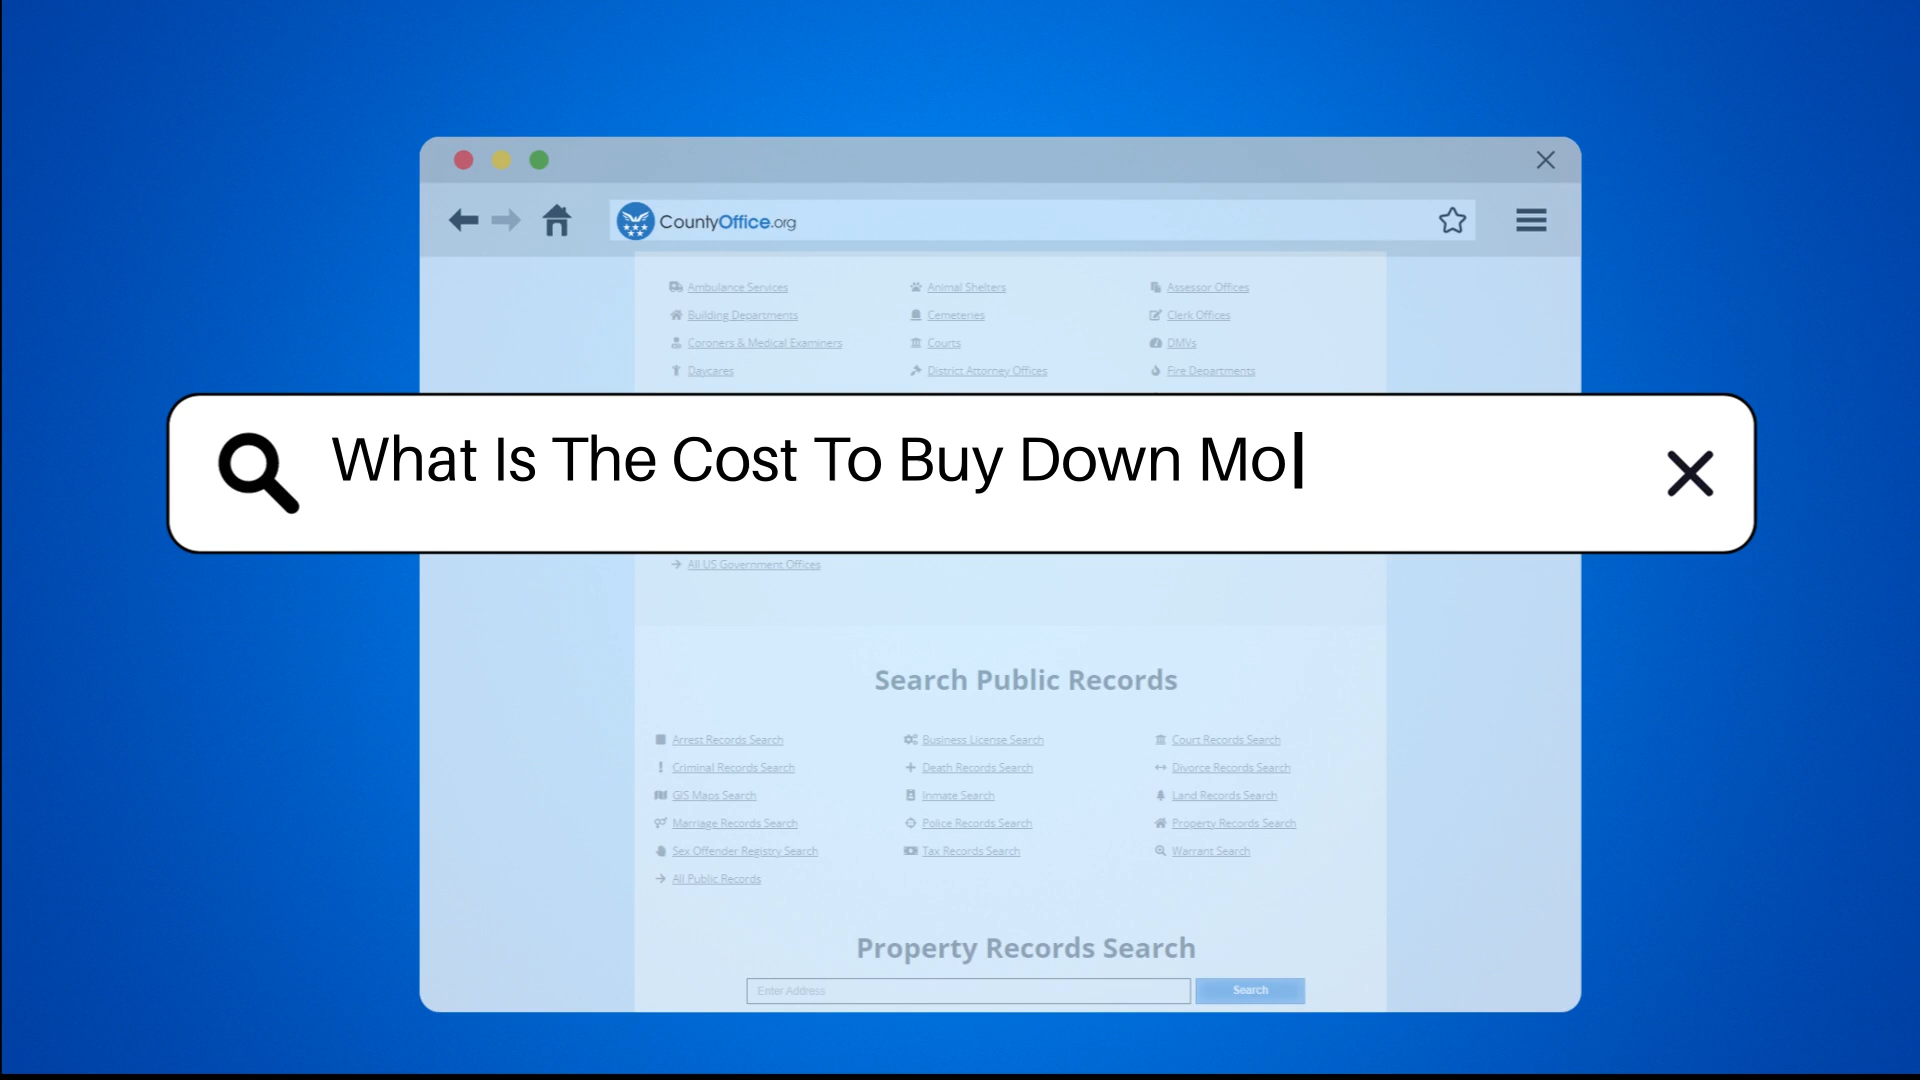 CountyOffice.org
Ambulance Services Animal Shelters Assessor Offices
Building Departments Cemeteries Clerk Offices
Coroners & Medical Examiners Courts DMVs
Daycares District Attorney Offices Fire Departments
What Is The Cost To Buy Down Mo
All US Government Offices
Search Public Records
Arrest Records Search Business License Search Court Records Search
Criminal Records Search Death Records Search Divorce Records Search
GIS Maps Search Inmate Search Land Records Search
Marriage Records Search Police Records Search Property Records Search
Sex Offender Registry Search Tax Records Search Warrant Search
All Public Records
Property Records Search
Enter Address Search